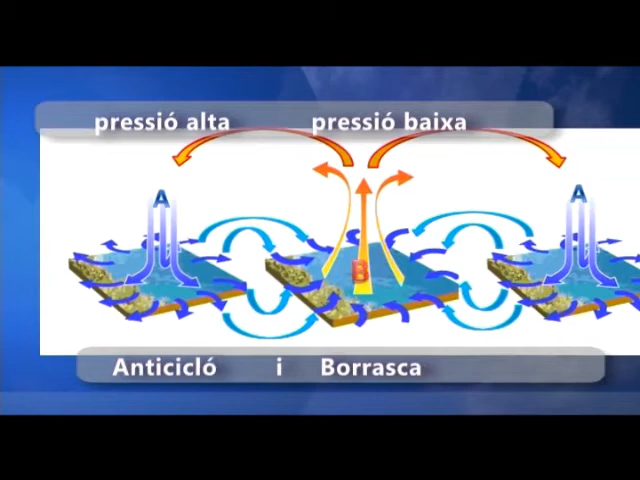 pressió alta pressió baixa
A A
B
Anticicló i Borrasca